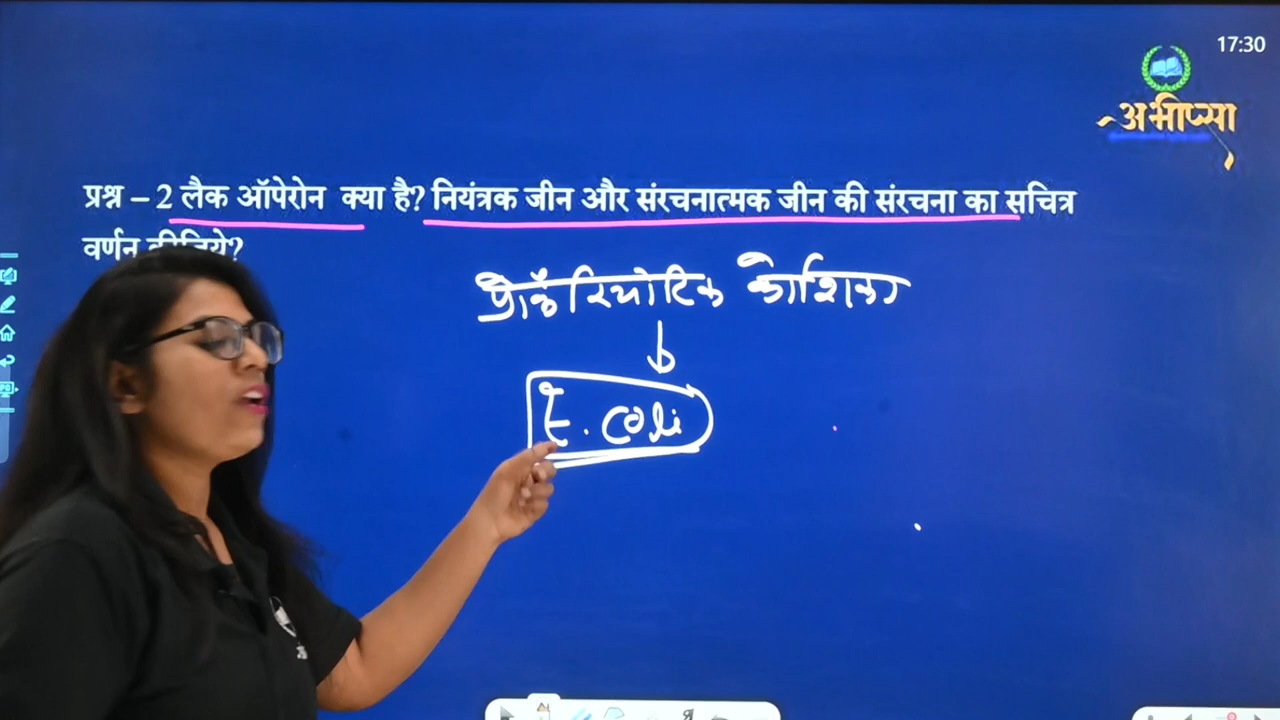 17:30
अभीप्सा
प्रश्न – 2 लैक ऑपेरोन क्या है? नियंत्रक जीन और संरचनात्मक जीन की संरचना का सचित्र
वर्णन कीजिये?
प्रोकैरियोटिक कोशिका
E. coli